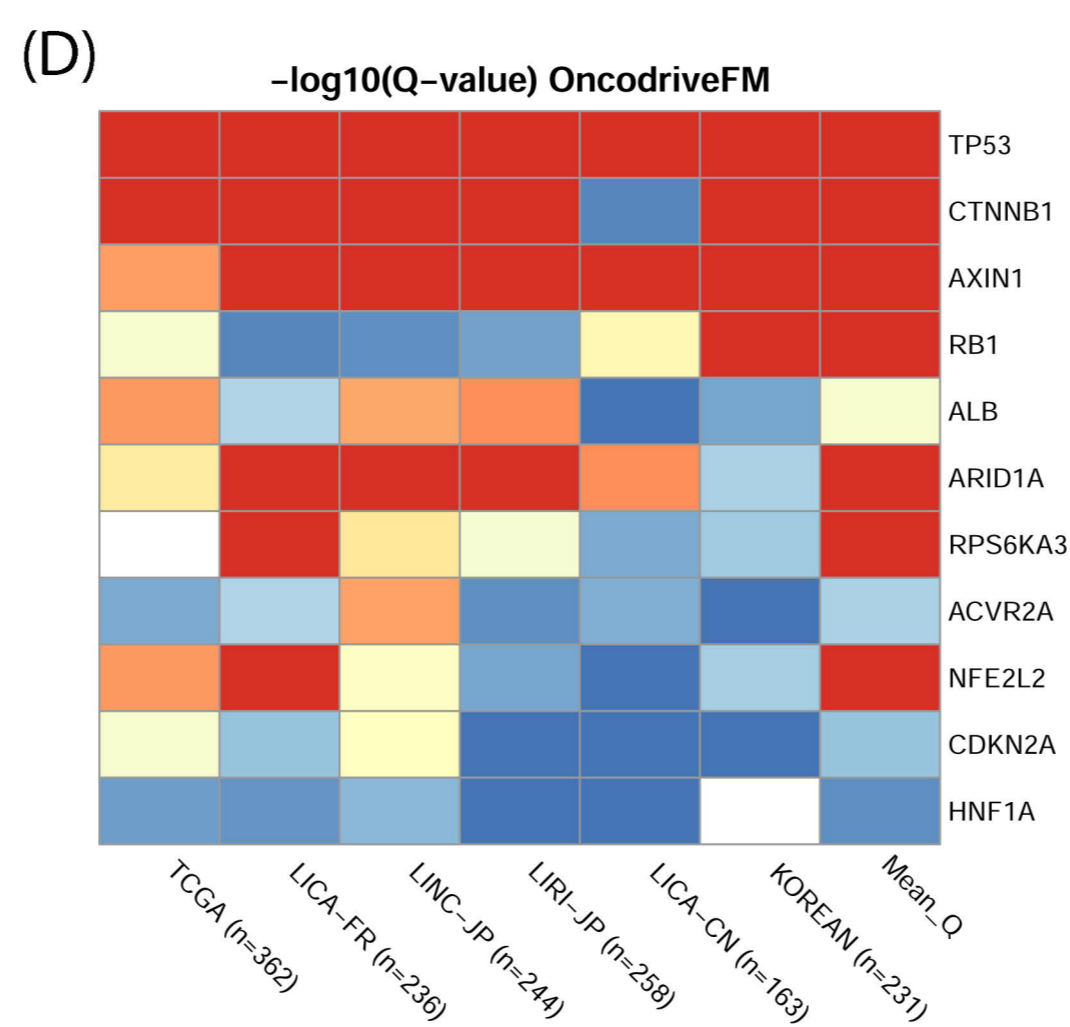 (D)
−log10(Q−value) OncodriveFM
TP53
CTNNB1
AXIN1
RB1
ALB
ARID1A
RPS6KA3
ACVR2A
NFE2L2
CDKN2A
HNF1A
TCGA (n=362)
LICA−FR (n=236)
LINC−JP (n=244)
LIRI−JP (n=258)
LICA−CN (n=163)
KOREAN (n=231)
Mean_Q